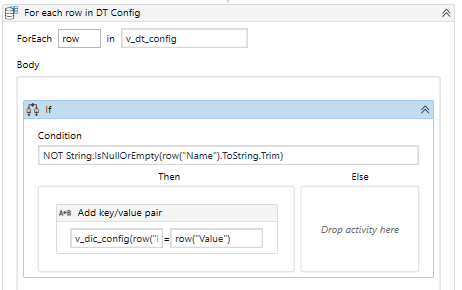 For each row in DT Config
ForEach row in v_dt_config
Body
If
Condition
NOT String.IsNullOrEmpty(row("Name").ToString.Trim)
Then Else
A+B Add key/value pair
v_dic_config(row(" = row("Value")
Drop activity here